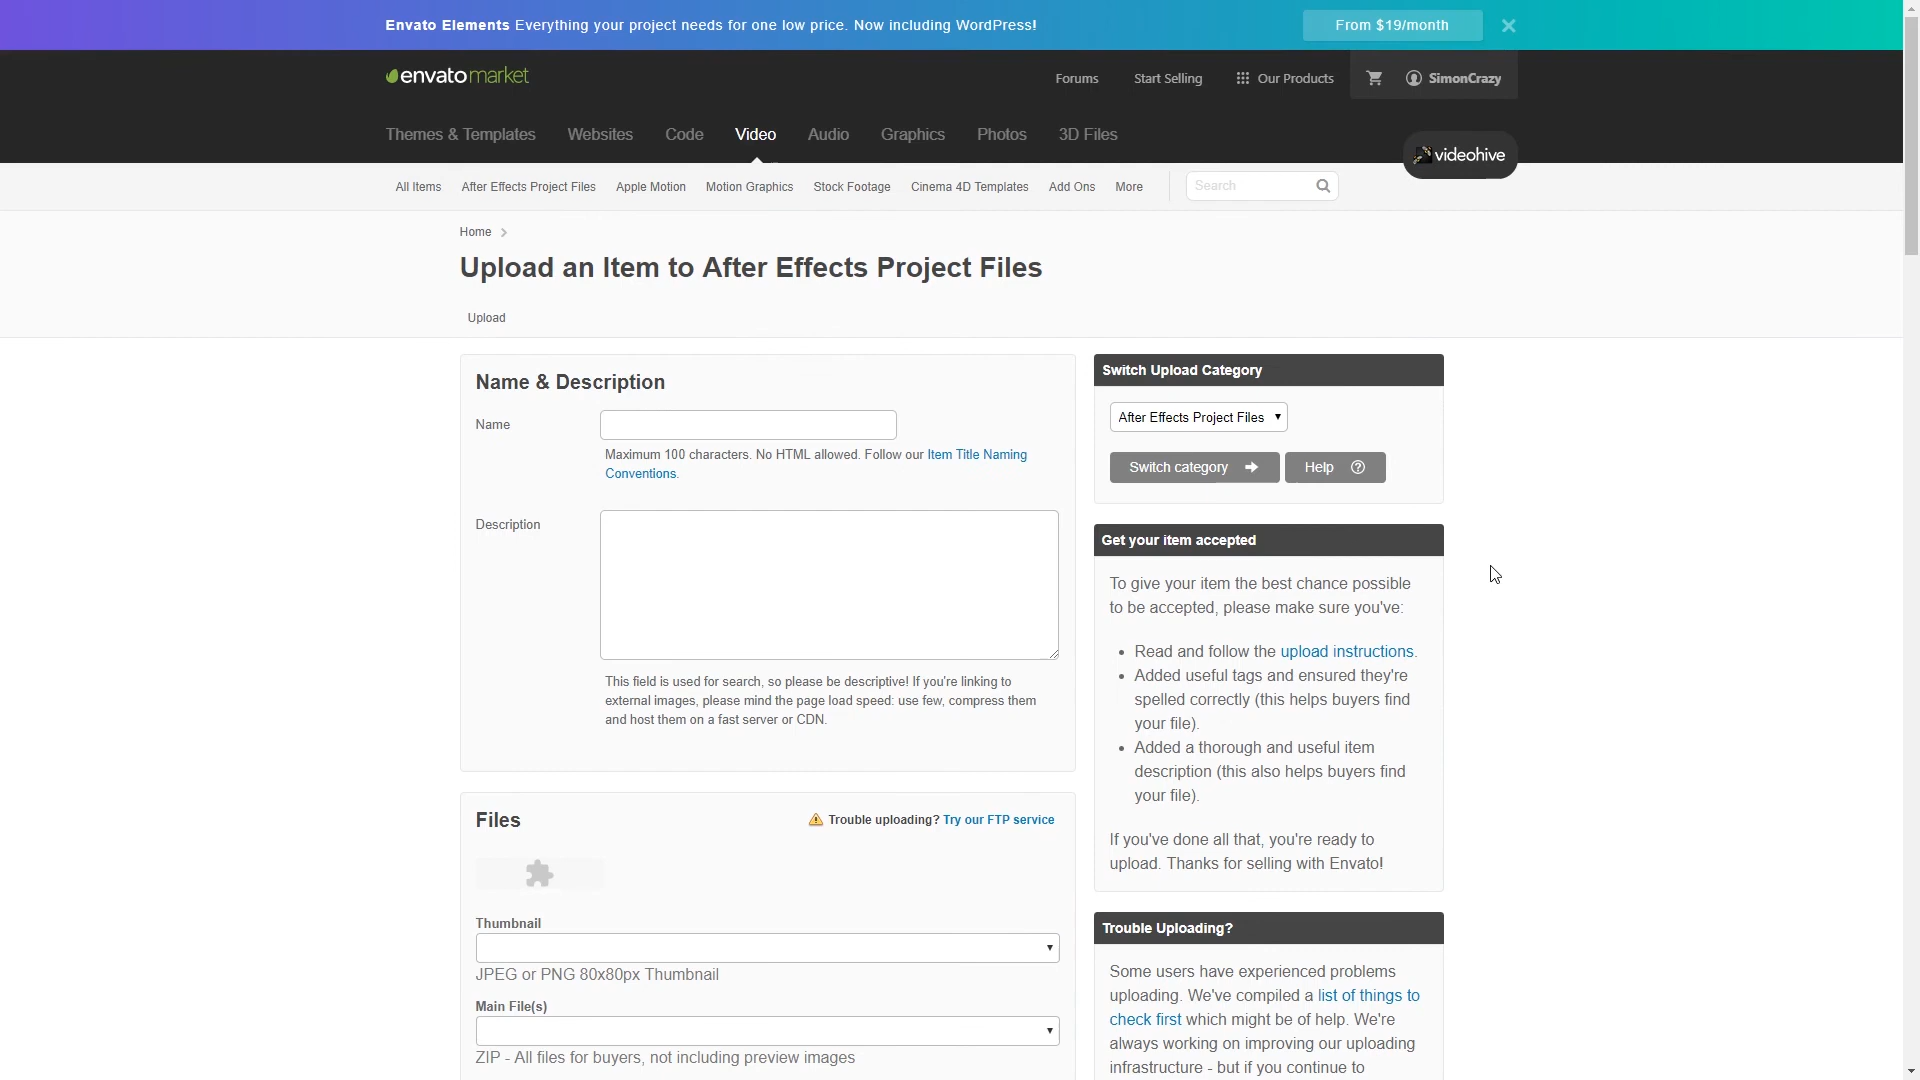 Envato Elements Everything your project needs for one low price. Now including WordPress!
From $19/month
envatomarket
Forums
Start Selling
Our Products
SimonCrazy
Themes & Templates
Websites
Code
Video
Audio
Graphics
Photos
3D Files
videohive
All Items
After Effects Project Files
Apple Motion
Motion Graphics
Stock Footage
Cinema 4D Templates
Add Ons
More
Search
Home
Upload an Item to After Effects Project Files
Upload
Name & Description
Name
Maximum 100 characters. No HTML allowed. Follow our Item Title Naming
Conventions.
Description
This field is used for search, so please be descriptive! If you're linking to
external images, please mind the page load speed: use few, compress them
and host them on a fast server or CDN.
Files
Trouble uploading? Try our FTP service
Thumbnail
JPEG or PNG 80x80px Thumbnail
Main File(s)
ZIP - All files for buyers, not including preview images
Switch Upload Category
After Effects Project Files
Switch category
Help
Get your item accepted
To give your item the best chance possible
to be accepted, please make sure you've:
Read and follow the upload instructions.
Added useful tags and ensured they're
spelled correctly (this helps buyers find
your file).
Added a thorough and useful item
description (this also helps buyers find
your file).
If you've done all that, you're ready to
upload. Thanks for selling with Envato!
Trouble Uploading?
Some users have experienced problems
uploading. We've compiled a list of things to
check first which might be of help. We're
always working on improving our uploading
infrastructure - but if you continue to